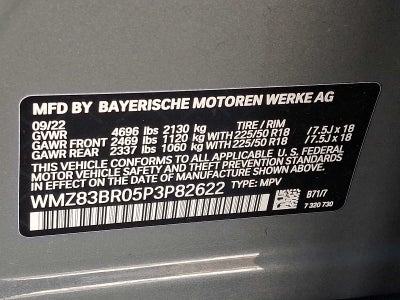 MFD BY BAYERISCHE MOTOREN WERKE AG
09/22 TIRE / RIM
GVWR 4696 lbs 2130 kg
GAWR FRONT 2469 lbs 1120 kg WITH 225/50 R18 /7.5J x 18
GAWR REAR 2337 lbs 1060 kg WITH 225/50 R18 /7.5J x 18
THIS VEHICLE CONFORMS TO ALL APPLICABLE U.S. FEDERAL
MOTOR VEHICLE SAFETY AND THEFT PREVENTION
STANDARDS IN EFFECT ON THE DATE OF
MANUFACTURE SHOWN ABOVE.
WMZ83BR05P3P82622 TYPE: MPV
B71/7
7 320 730